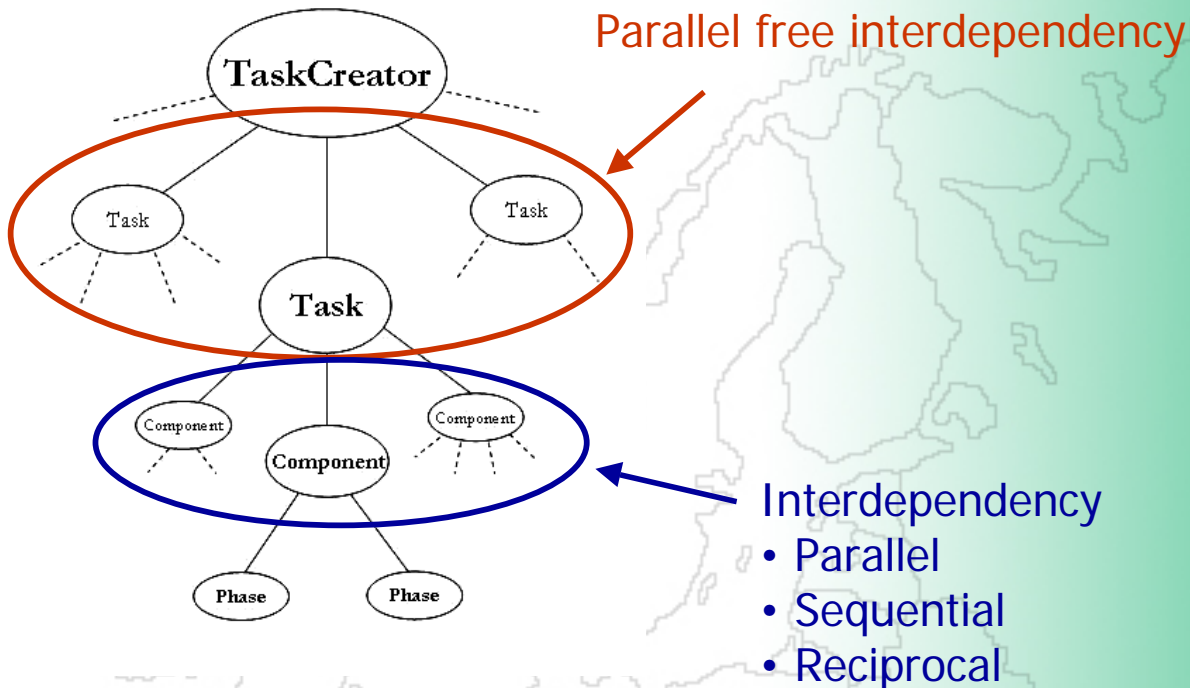 Parallel free interdependency
TaskCreator
Task
Task
Task
Component
Component
Component
Phase
Phase
Interdependency
• Parallel
• Sequential
• Reciprocal